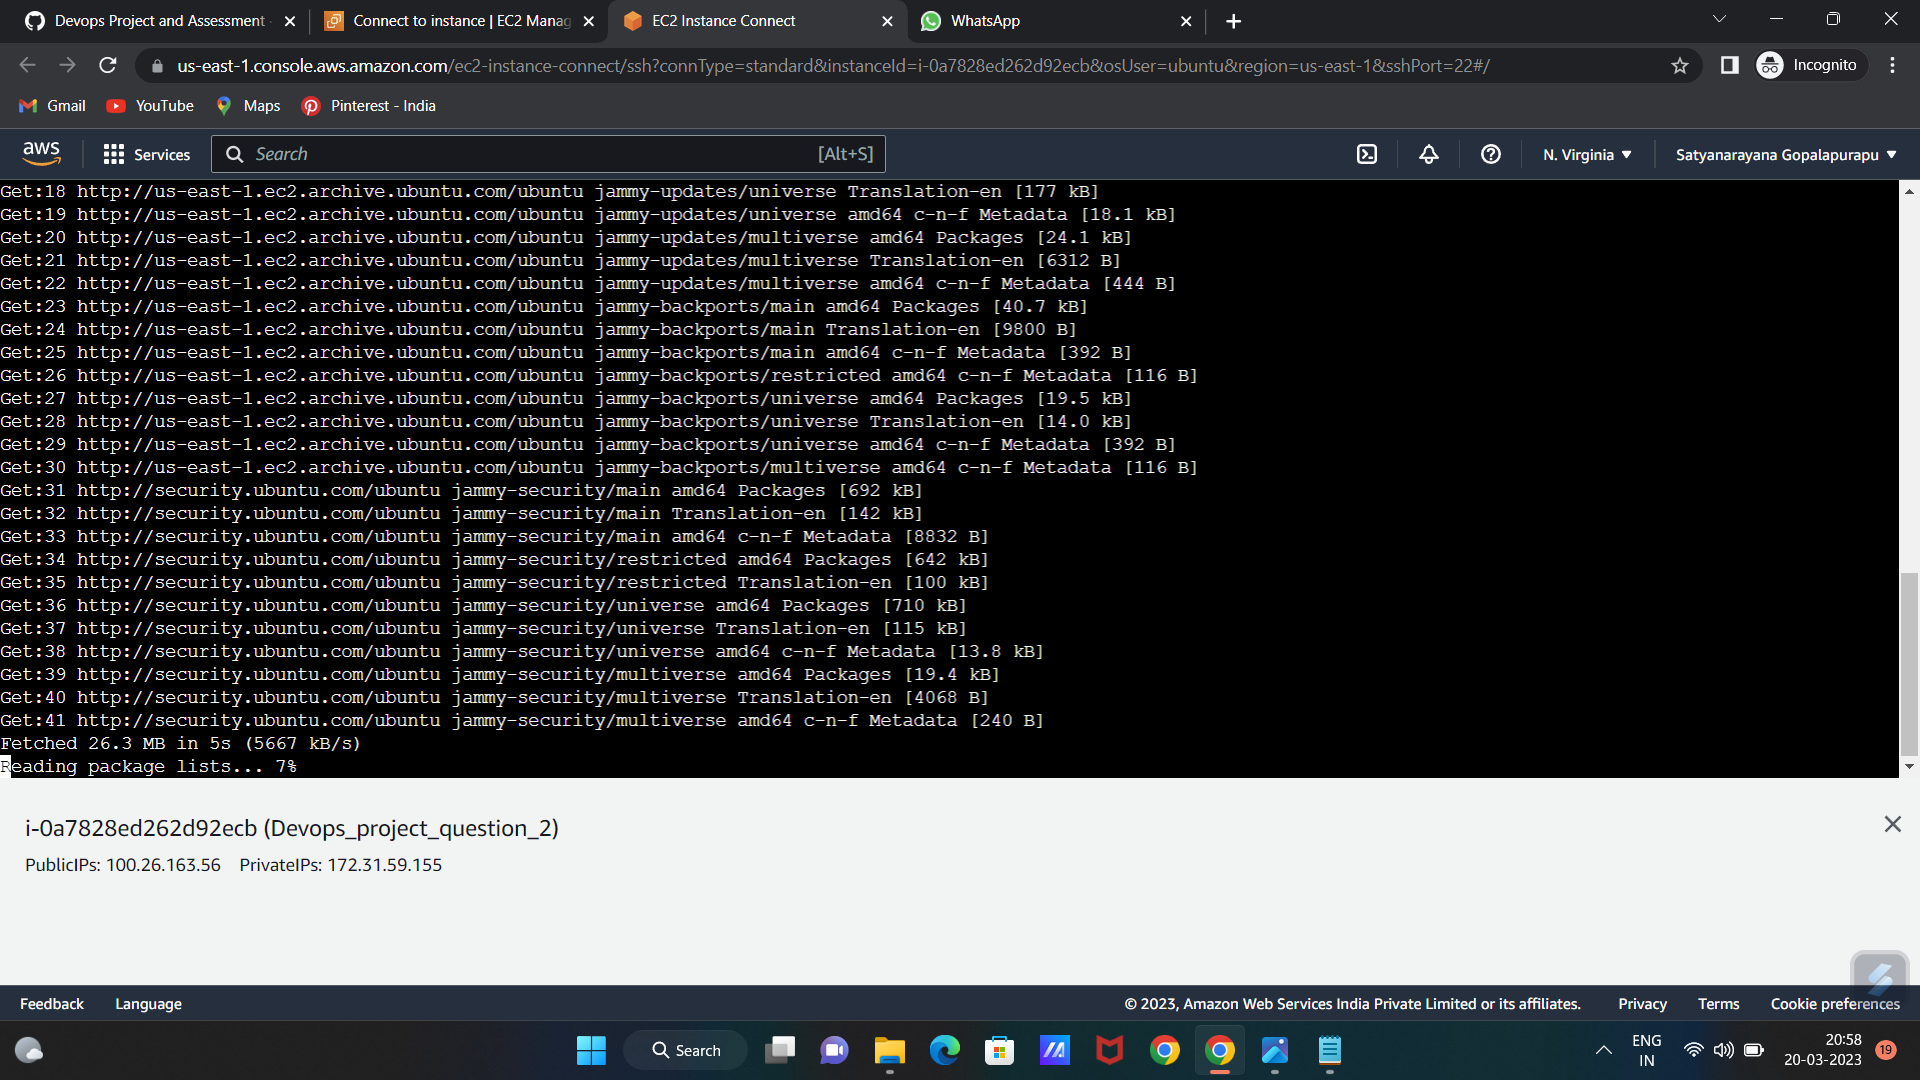 Devops Project and Assessment
Connect to instance | EC2 Manag
EC2 Instance Connect
WhatsApp
us-east-1.console.aws.amazon.com/ec2-instance-connect/ssh?connType=standard&instanceId=i-0a7828ed262d92ecb&osUser=ubuntu&region=us-east-1&sshPort=22#/
Incognito
Gmail
YouTube
Maps
Pinterest - India
aws
Services
Search
[Alt+S]
N. Virginia
Satyanarayana Gopalapurapu
Get:18 http://us-east-1.ec2.archive.ubuntu.com/ubuntu jammy-updates/universe Translation-en [177 kB]
Get:19 http://us-east-1.ec2.archive.ubuntu.com/ubuntu jammy-updates/universe amd64 c-n-f Metadata [18.1 kB]
Get:20 http://us-east-1.ec2.archive.ubuntu.com/ubuntu jammy-updates/multiverse amd64 Packages [24.1 kB]
Get:21 http://us-east-1.ec2.archive.ubuntu.com/ubuntu jammy-updates/multiverse Translation-en [6312 B]
Get:22 http://us-east-1.ec2.archive.ubuntu.com/ubuntu jammy-updates/multiverse amd64 c-n-f Metadata [444 B]
Get:23 http://us-east-1.ec2.archive.ubuntu.com/ubuntu jammy-backports/main amd64 Packages [40.7 kB]
Get:24 http://us-east-1.ec2.archive.ubuntu.com/ubuntu jammy-backports/main Translation-en [9800 B]
Get:25 http://us-east-1.ec2.archive.ubuntu.com/ubuntu jammy-backports/main amd64 c-n-f Metadata [392 B]
Get:26 http://us-east-1.ec2.archive.ubuntu.com/ubuntu jammy-backports/restricted amd64 c-n-f Metadata [116 B]
Get:27 http://us-east-1.ec2.archive.ubuntu.com/ubuntu jammy-backports/universe amd64 Packages [19.5 kB]
Get:28 http://us-east-1.ec2.archive.ubuntu.com/ubuntu jammy-backports/universe Translation-en [14.0 kB]
Get:29 http://us-east-1.ec2.archive.ubuntu.com/ubuntu jammy-backports/universe amd64 c-n-f Metadata [392 B]
Get:30 http://us-east-1.ec2.archive.ubuntu.com/ubuntu jammy-backports/multiverse amd64 c-n-f Metadata [116 B]
Get:31 http://security.ubuntu.com/ubuntu jammy-security/main amd64 Packages [692 kB]
Get:32 http://security.ubuntu.com/ubuntu jammy-security/main Translation-en [142 kB]
Get:33 http://security.ubuntu.com/ubuntu jammy-security/main amd64 c-n-f Metadata [8832 B]
Get:34 http://security.ubuntu.com/ubuntu jammy-security/restricted amd64 Packages [642 kB]
Get:35 http://security.ubuntu.com/ubuntu jammy-security/restricted Translation-en [100 kB]
Get:36 http://security.ubuntu.com/ubuntu jammy-security/universe amd64 Packages [710 kB]
Get:37 http://security.ubuntu.com/ubuntu jammy-security/universe Translation-en [115 kB]
Get:38 http://security.ubuntu.com/ubuntu jammy-security/universe amd64 c-n-f Metadata [13.8 kB]
Get:39 http://security.ubuntu.com/ubuntu jammy-security/multiverse amd64 Packages [19.4 kB]
Get:40 http://security.ubuntu.com/ubuntu jammy-security/multiverse Translation-en [4068 B]
Get:41 http://security.ubuntu.com/ubuntu jammy-security/multiverse amd64 c-n-f Metadata [240 B]
Fetched 26.3 MB in 5s (5667 kB/s)
Reading package lists... 7%
i-0a7828ed262d92ecb (Devops_project_question_2)
PublicIPs: 100.26.163.56 PrivateIPs: 172.31.59.155
Feedback
Language
© 2023, Amazon Web Services India Private Limited or its affiliates.
Privacy
Terms
Cookie preferences
Search
ENG
IN
20:58
20-03-2023
19